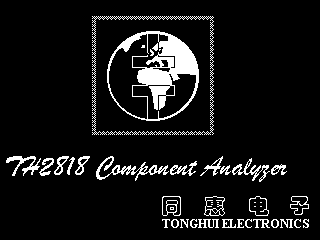 TH2818 Component Analyzer
同惠电子
TONGHUI ELECTRONICS